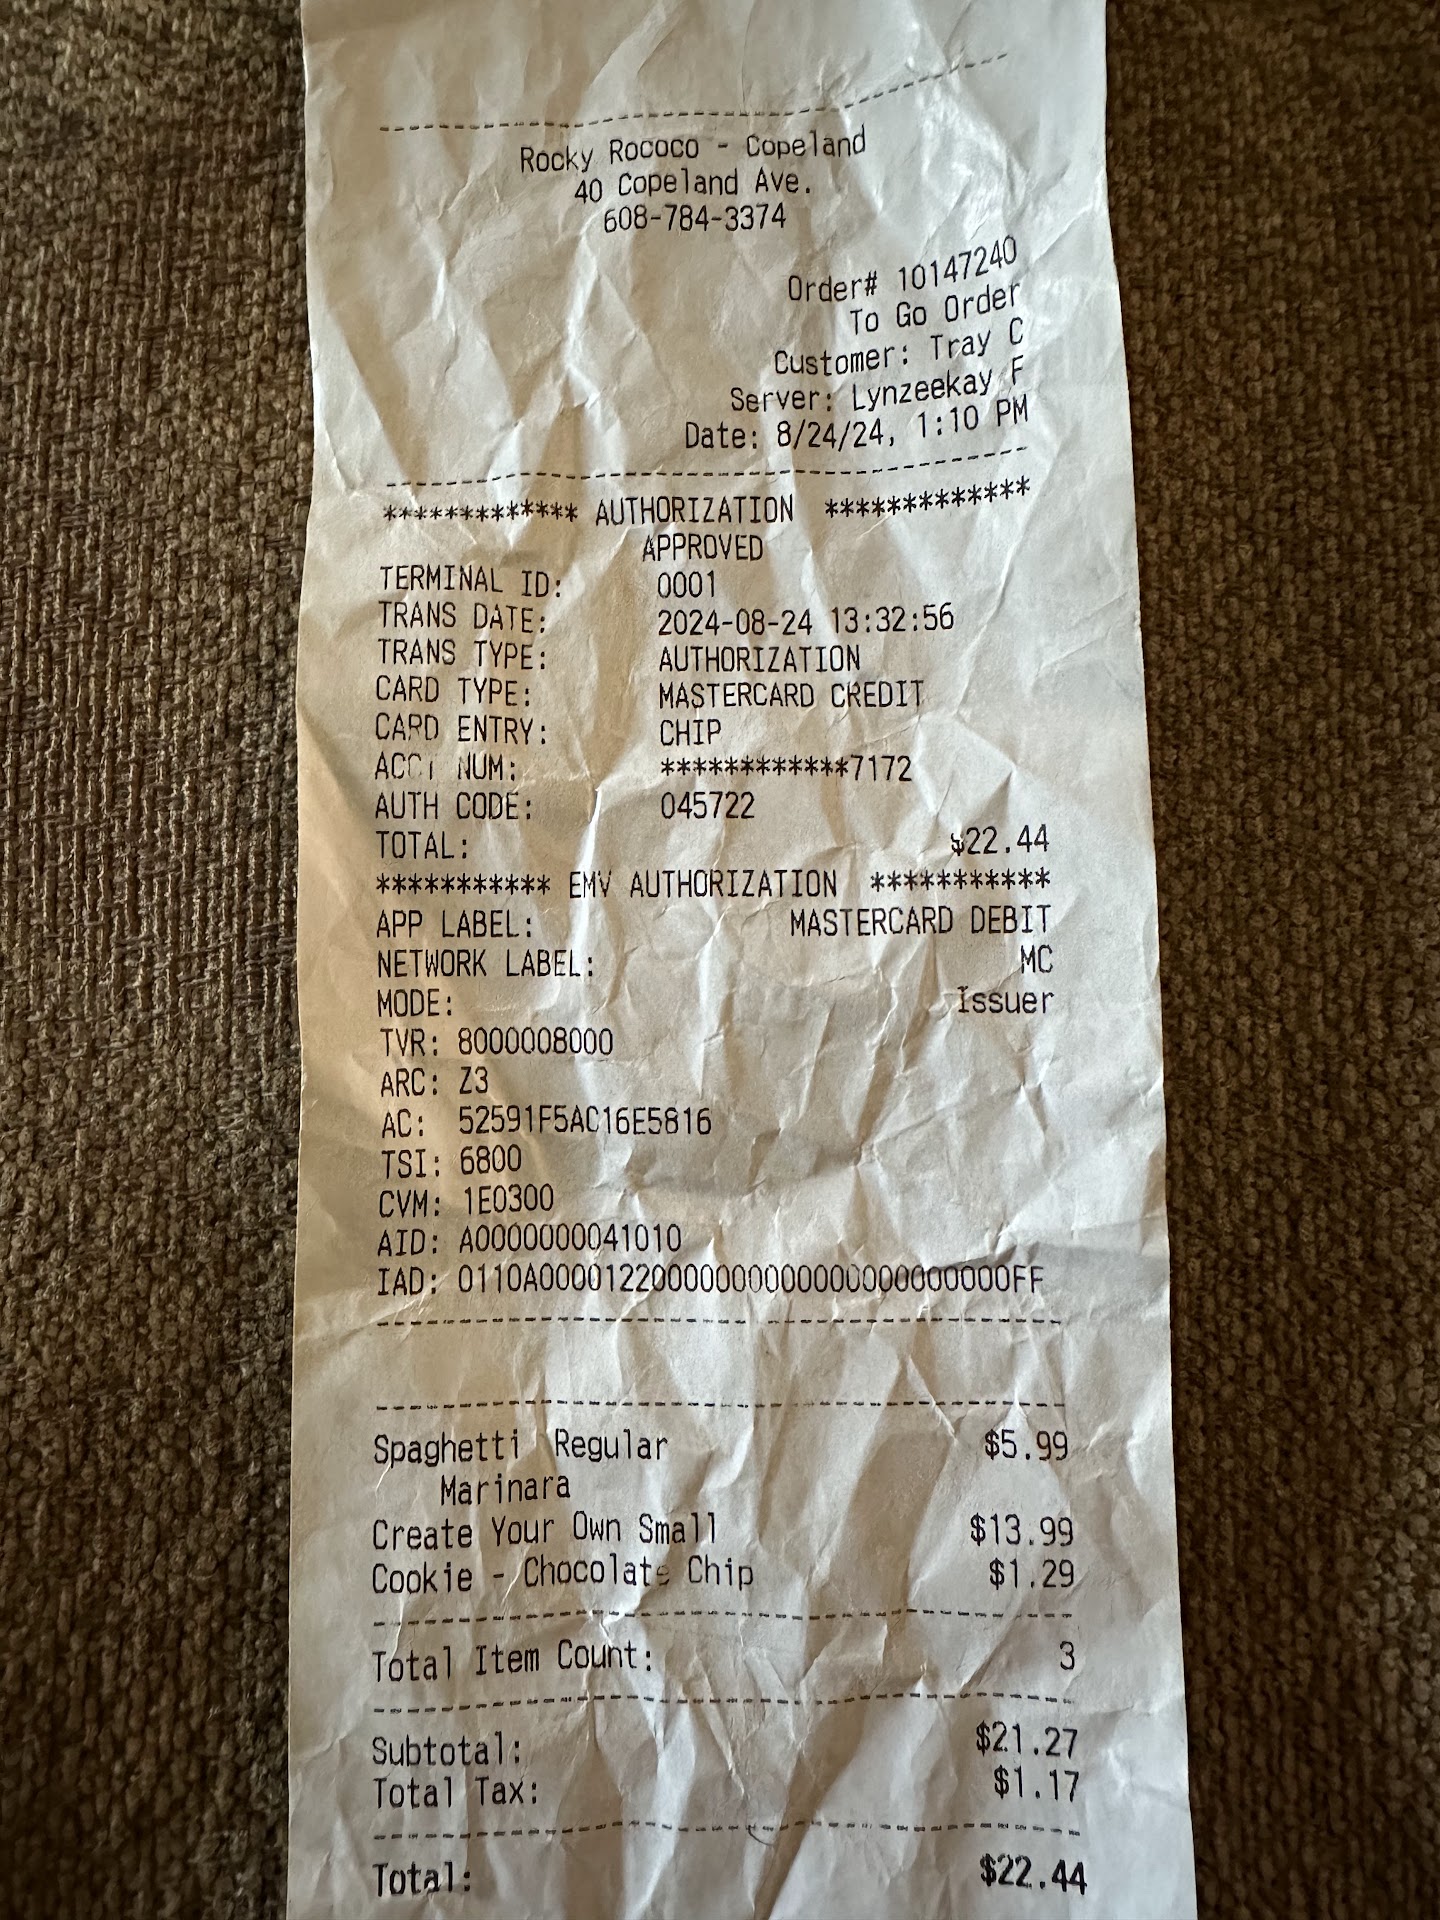 Rocky Rococo - Copeland
40 Copeland Ave.
608-784-3374
Order# 10147240
To Go Order
Customer: Tray C
Server: Lynzeekay F
Date: 8/24/24, 1:10 PM
************* AUTHORIZATION *************
APPROVED
TERMINAL ID: 0001
TRANS DATE: 2024-08-24 13:32:56
TRANS TYPE: AUTHORIZATION
CARD TYPE: MASTERCARD CREDIT
CARD ENTRY: CHIP
ACCT NUM: ************7172
AUTH CODE: 045722
TOTAL: $22.44
*********** EMV AUTHORIZATION ***********
APP LABEL: MASTERCARD DEBIT
NETWORK LABEL: MC
MODE: Issuer
TVR: 8000008000
ARC: Z3
AC: 52591F5AC16E5816
TSI: 6800
CVM: 1E0300
AID: A0000000041010
IAD: 0110A00001220000000000000000000000FF
Spaghetti Regular $5.99
Marinara
Create Your Own Small $13.99
Cookie - Chocolate Chip $1.29
Total Item Count: 3
Subtotal: $21.27
Total Tax: $1.17
Total: $22.44